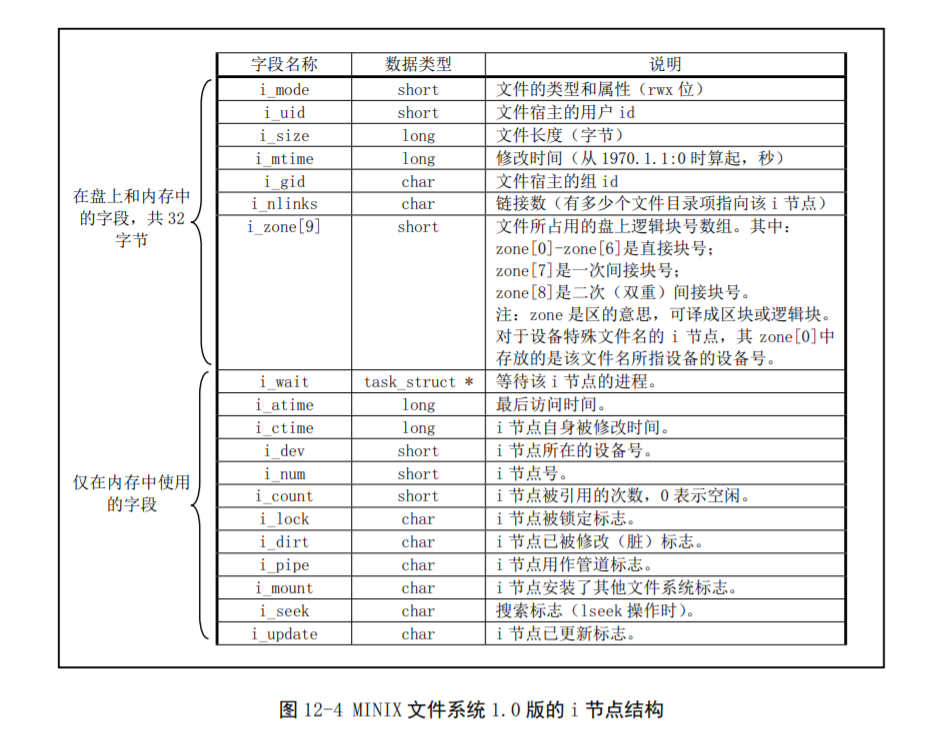 字段名称 数据类型 说明
i_mode short 文件的类型和属性（rwx 位）
i_uid short 文件宿主的用户 id
i_size long 文件长度（字节）
i_mtime long 修改时间（从 1970.1.1:0 时算起，秒）
i_gid char 文件宿主的组 id
i_nlinks char 链接数（有多少个文件目录项指向该 i 节点）
i_zone[9] short 文件所占用的盘上逻辑块号数组。其中：
zone[0]-zone[6]是直接块号；
zone[7]是一次间接块号；
zone[8]是二次（双重）间接块号。
注：zone 是区的意思，可译成区块或逻辑块。
对于设备特殊文件名的 i 节点，其 zone[0]中
存放的是该文件名所指设备的设备号。
在盘上和内存中
的字段，共 32
字节
i_wait task_struct * 等待该 i 节点的进程。
i_atime long 最后访问时间。
i_ctime long i 节点自身被修改时间。
i_dev short i 节点所在的设备号。
i_num short i 节点号。
i_count short i 节点被引用的次数，0 表示空闲。
i_lock char i 节点被锁定标志。
i_dirt char i 节点已被修改（脏）标志。
i_pipe char i 节点用作管道标志。
i_mount char i 节点安装了其他文件系统标志。
i_seek char 搜索标志（lseek 操作时）。
i_update char i 节点已更新标志。
仅在内存中使用
的字段
图 12-4 MINIX 文件系统 1.0 版的 i 节点结构